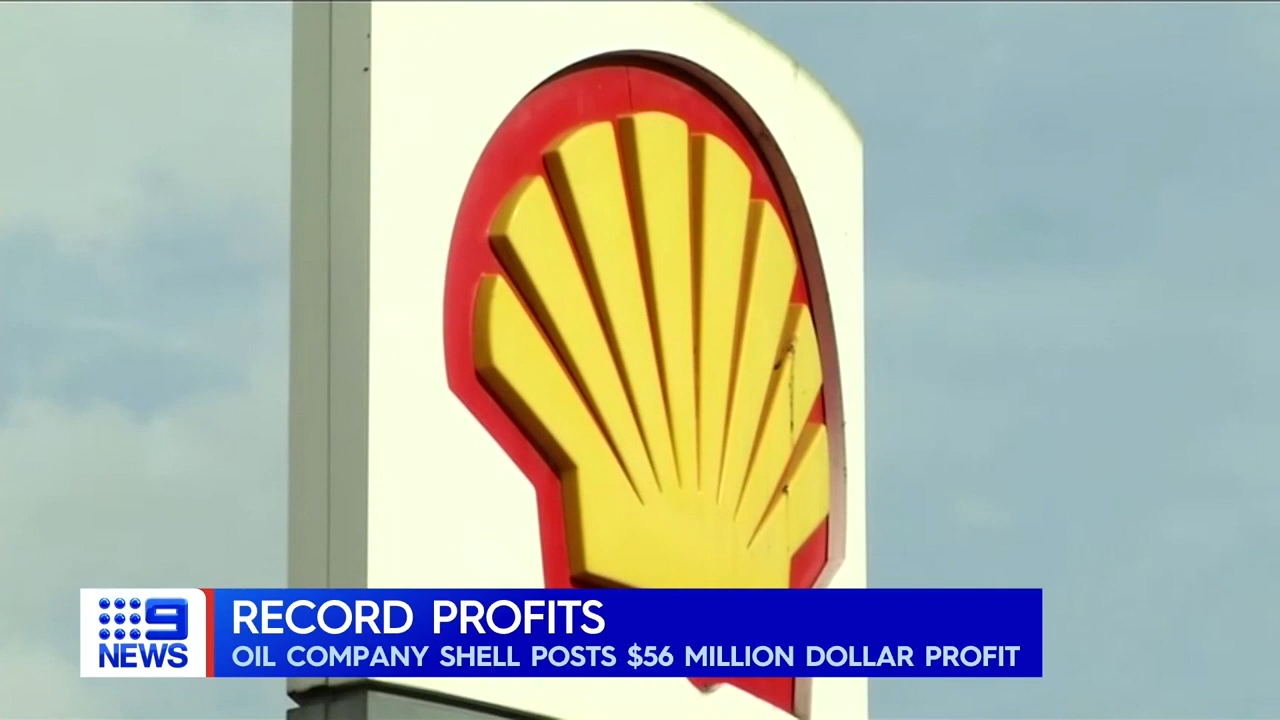 9
NEWS
RECORD PROFITS
OIL COMPANY SHELL POSTS $56 MILLION DOLLAR PROFIT